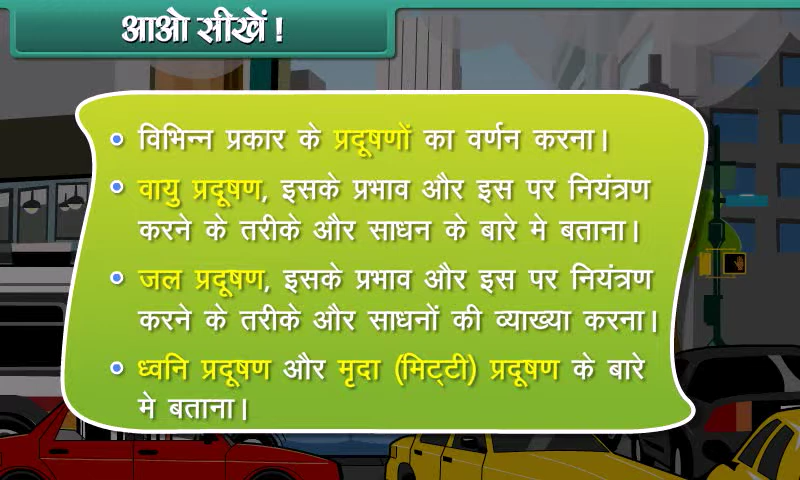 आओ सीखें!
विभिन्न प्रकार के प्रदूषणों का वर्णन करना।
वायु प्रदूषण, इसके प्रभाव और इस पर नियंत्रण
करने के तरीके और साधन के बारे मे बताना।
जल प्रदूषण, इसके प्रभाव और इस पर नियंत्रण
करने के तरीके और साधनों की व्याख्या करना।
ध्वनि प्रदूषण और मृदा (मिट्टी) प्रदूषण के बारे
मे बताना।